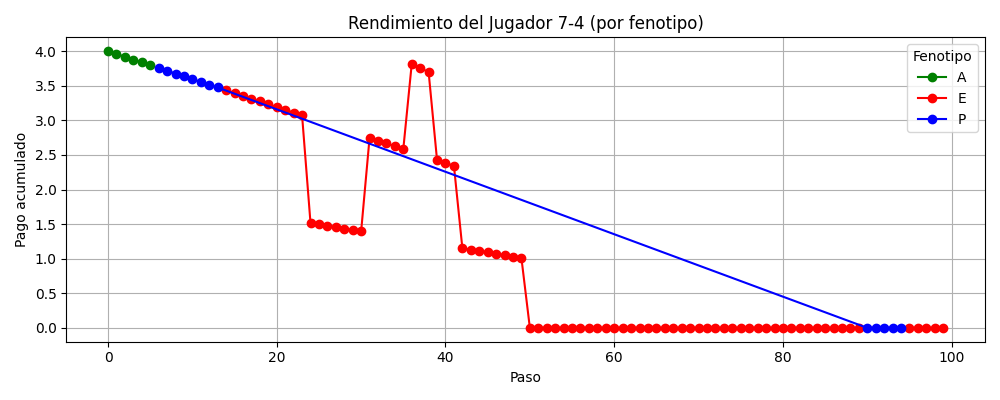 Rendimiento del Jugador 7-4 (por fenotipo)
Pago acumulado
4.0
3.5
3.0
2.5
2.0
1.5
1.0
0.5
0.0
Fenotipo
A
E
P
0 20 40 60 80 100
Paso